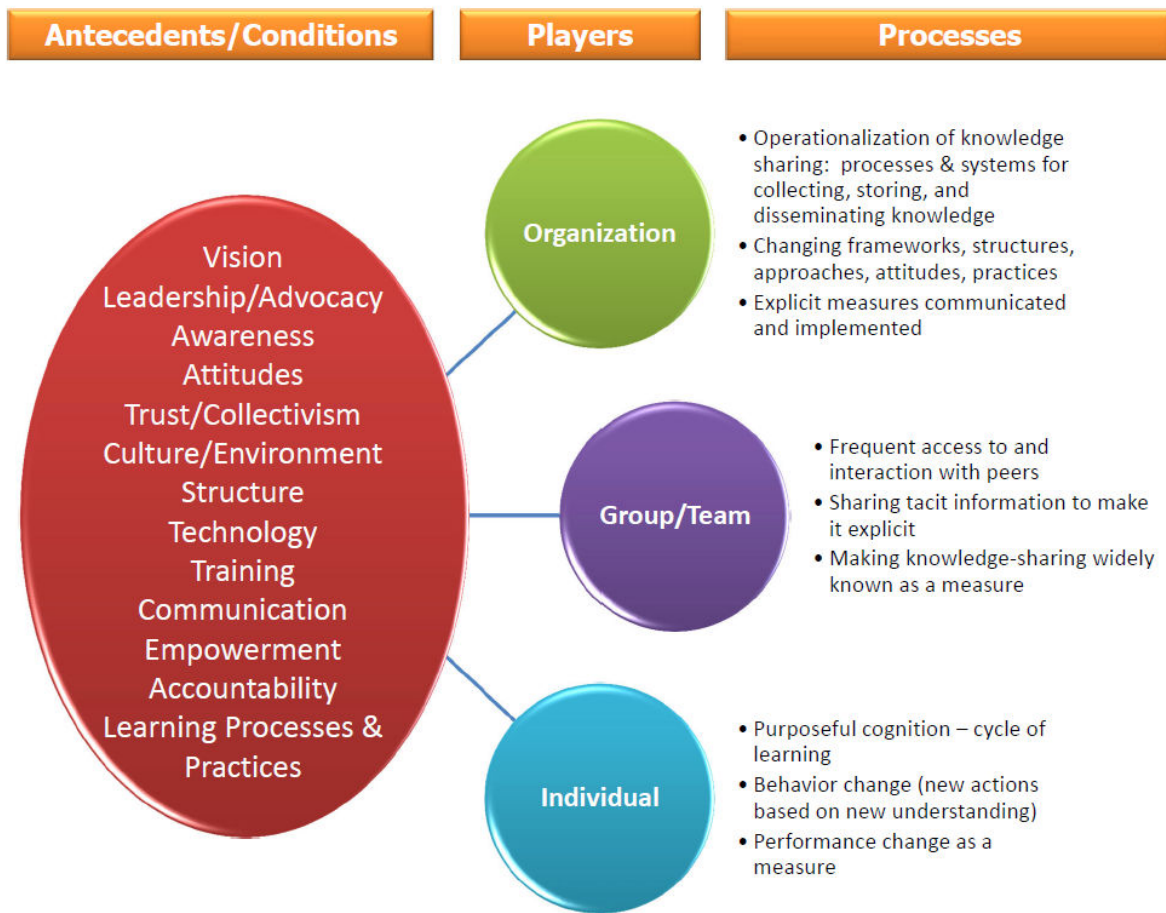 Antecedents/Conditions
Players
Processes
Vision
Leadership/Advocacy
Awareness
Attitudes
Trust/Collectivism
Culture/Environment
Structure
Technology
Training
Communication
Empowerment
Accountability
Learning Processes &
Practices
Organization
• Operationalization of knowledge
sharing: processes & systems for
collecting, storing, and
disseminating knowledge
• Changing frameworks, structures,
approaches, attitudes, practices
• Explicit measures communicated
and implemented
Group/Team
• Frequent access to and
interaction with peers
• Sharing tacit information to make
it explicit
• Making knowledge-sharing widely
known as a measure
Individual
• Purposeful cognition – cycle of
learning
• Behavior change (new actions
based on new understanding)
• Performance change as a
measure